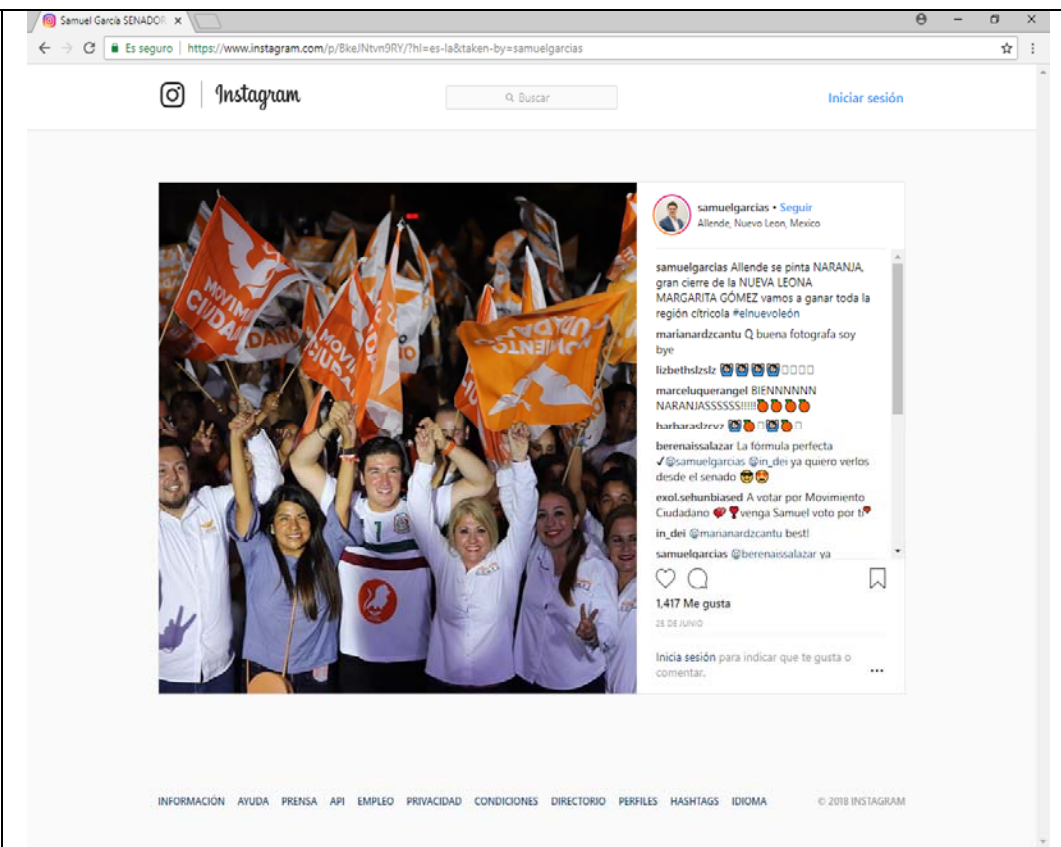 Samuel García SENADOR
Es seguro | https://www.instagram.com/p/BkeJNtvn9RY/?hl=es-la&taken-by=samuelgarcias
Instagram
Buscar
Iniciar sesión
MOVIMIENTO
CIUDADANO
samuelgarcias • Seguir
Allende, Nuevo Leon, Mexico
samuelgarcias Allende se pinta NARANJA,
gran cierre de la NUEVA LEONA
MARGARITA GÓMEZ vamos a ganar toda la
región cítricola #elnuevoleón
marianardzcantu Q buena fotografa soy
bye
lizbethslzslz 🙆🏻🙆🏻🙆🏻🙆🏻
marceluquerangel BIENNNNNN
NARANJASSSSSS!!!!!🍊🍊🍊🍊
barbaraslzcyz
berenaissalazar La fórmula perfecta
✓@samuelgarcias @in_dei ya quiero verlos
desde el senado 😎😍
exol.sehunbiased A votar por Movimiento
Ciudadano 💕🌹venga Samuel voto por ti
in_dei @marianardzcantu best!
samuelgarcias @berenaissalazar ya
1,417 Me gusta
25 DE JUNIO
Inicia sesión para indicar que te gusta o
comentar.
INFORMACIÓN AYUDA PRENSA API EMPLEO PRIVACIDAD CONDICIONES DIRECTORIO PERFILES HASHTAGS IDIOMA © 2018 INSTAGRAM